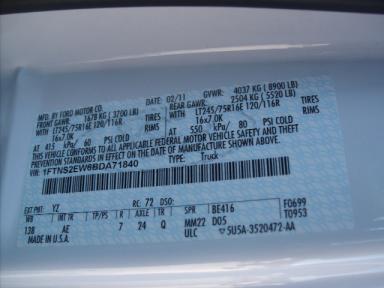 MFD. BY FORD MOTOR CO.
DATE: 02/11 GVWR: 4037 KG (8900 LB)
FRONT GAWR: 1678 KG (3700 LB) REAR GAWR: 2504 KG (5520 LB)
LT245/75R16E 120/116R TIRES LT245/75R16E 120/116R TIRES
16x7.0K RIMS 16x7.0K RIMS
AT 415 kPa/ 60 PSI COLD AT 550 kPa/ 80 PSI COLD
THIS VEHICLE CONFORMS TO ALL APPLICABLE FEDERAL MOTOR VEHICLE SAFETY STANDARDS
IN EFFECT ON THE DATE OF MANUFACTURE SHOWN ABOVE
VIN: 1FTNS2EW6BDA71840 TYPE: Truck
EXT PNT: YZ RC: 72 DSO:
WB INT TR TP/PS R AXLE TR SPR BE416 F0699
138 AE 7 24 Q MM22 DOS T0953
MADE IN U.S.A. ULC 5U5A-3520472-AA